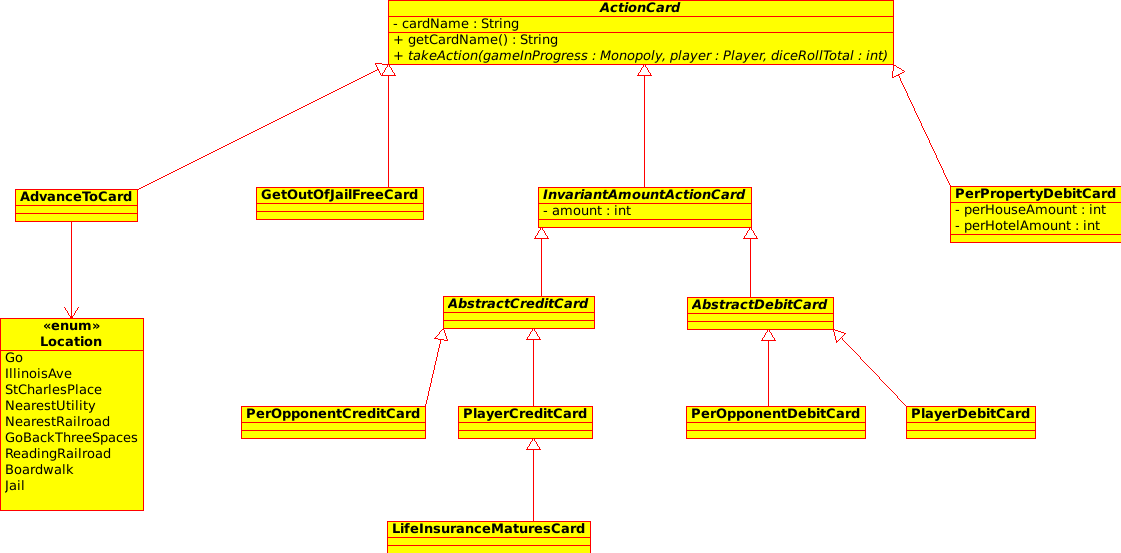 ActionCard
- cardName : String
+ getCardName() : String
+ takeAction(gameInProgress : Monopoly, player : Player, diceRollTotal : int)
AdvanceToCard
GetOutOfJailFreeCard
InvariantAmountActionCard
- amount : int
PerPropertyDebitCard
- perHouseAmount : int
- perHotelAmount : int
AbstractCreditCard
AbstractDebitCard
«enum»
Location
Go
IllinoisAve
StCharlesPlace
NearestUtility
NearestRailroad
GoBackThreeSpaces
ReadingRailroad
Boardwalk
Jail
PerOpponentCreditCard
PlayerCreditCard
PerOpponentDebitCard
PlayerDebitCard
LifeInsuranceMaturesCard